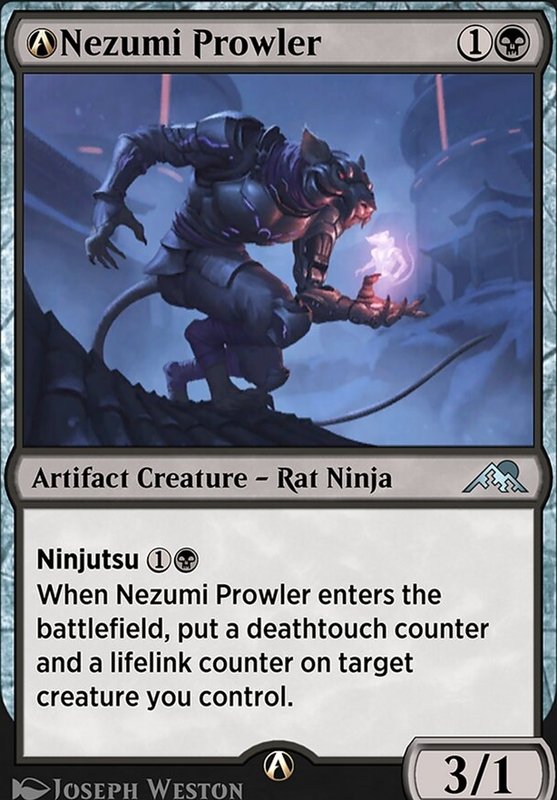 Nezumi Prowler 1
Artifact Creature – Rat Ninja
Ninjutsu 1
When Nezumi Prowler enters the
battlefield, put a deathtouch counter
and a lifelink counter on target
creature you control.
3/1
Joseph Weston